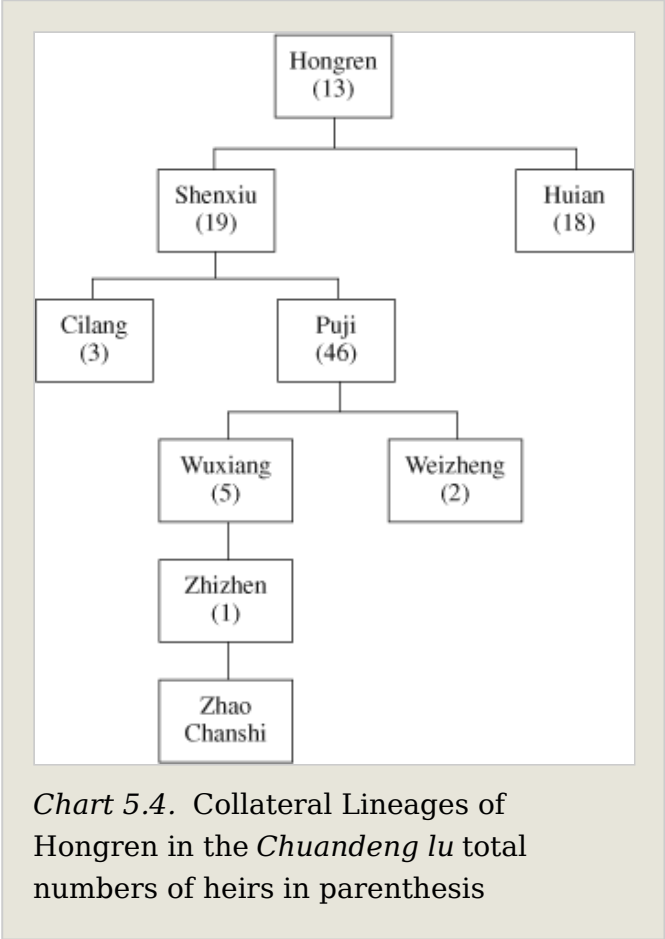 Hongren
(13)
Shenxiu
(19)
Huian
(18)
Cilang
(3)
Puji
(46)
Wuxiang
(5)
Weizheng
(2)
Zhizhen
(1)
Zhao
Chanshi
Chart 5.4. Collateral Lineages of
Hongren in the Chuandeng lu total
numbers of heirs in parenthesis